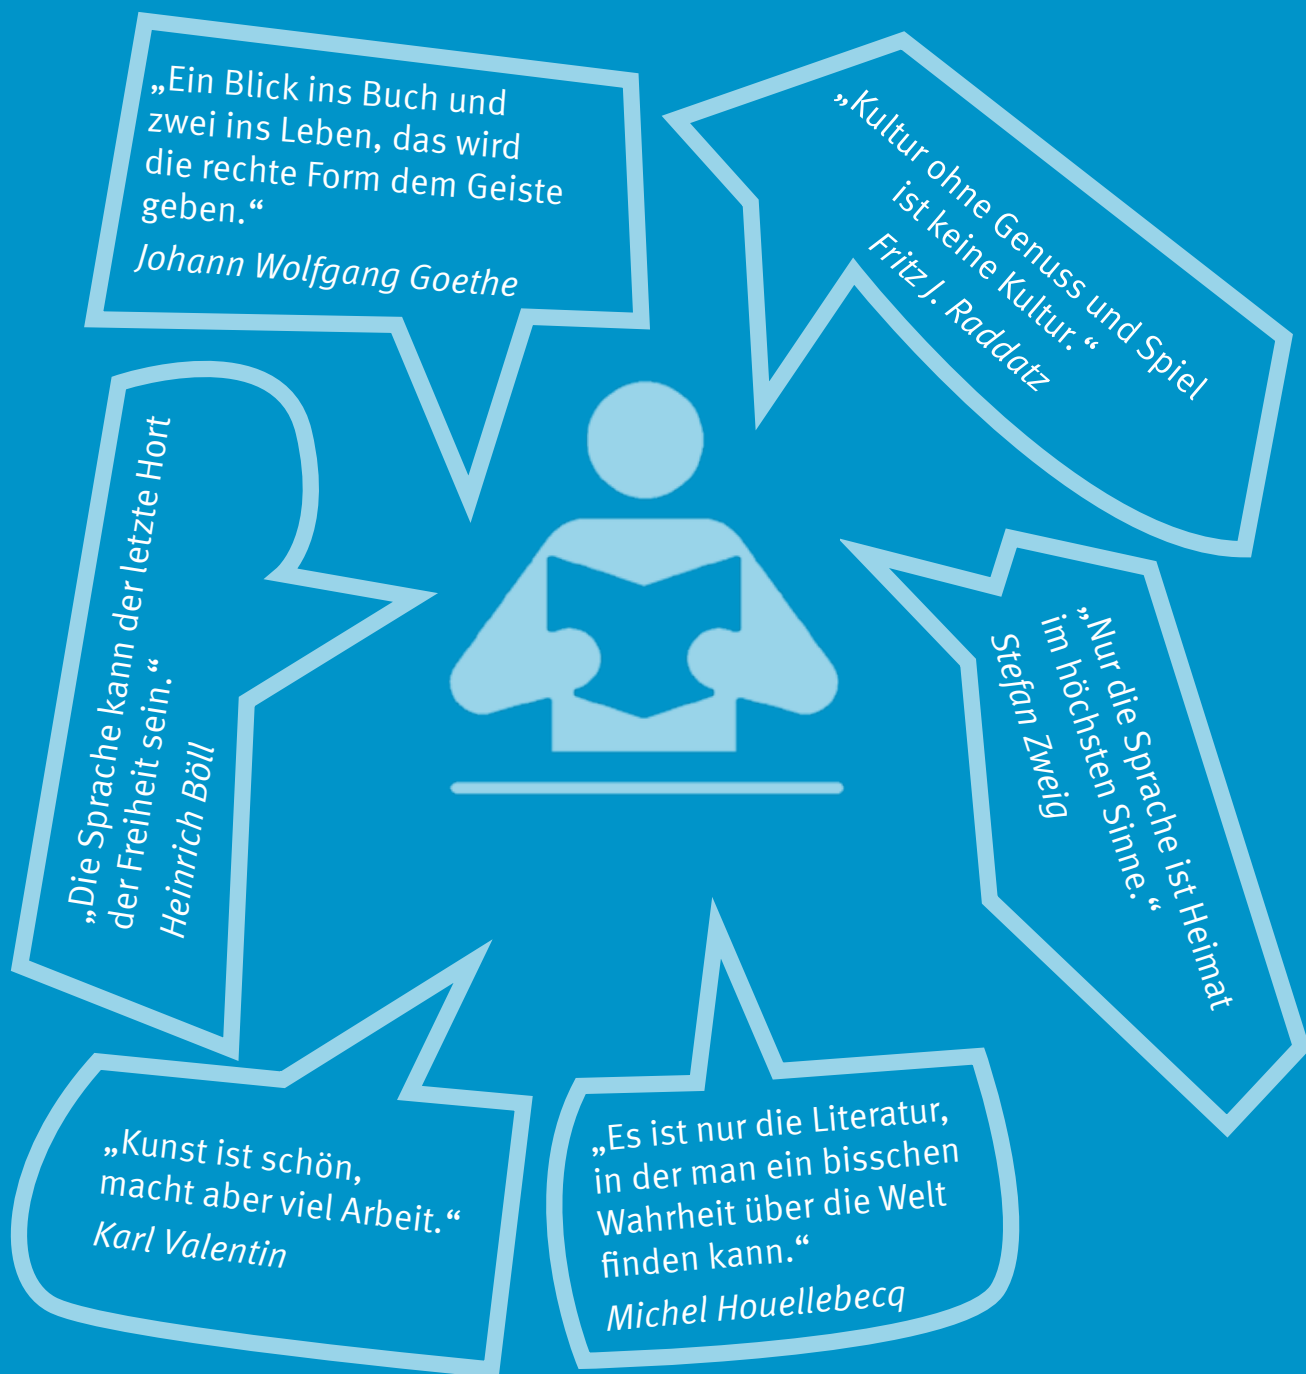 „Ein Blick ins Buch und
zwei ins Leben, das wird
die rechte Form dem Geiste
geben.“
Johann Wolfgang Goethe
„Kultur ohne Genuss und Spiel
ist keine Kultur.“
Fritz J. Raddatz
„Die Sprache kann der letzte Hort
der Freiheit sein.“
Heinrich Böll
„Nur die Sprache ist Heimat
im höchsten Sinne.“
Stefan Zweig
„Kunst ist schön,
macht aber viel Arbeit.“
Karl Valentin
„Es ist nur die Literatur,
in der man ein bisschen
Wahrheit über die Welt
finden kann.“
Michel Houellebecq